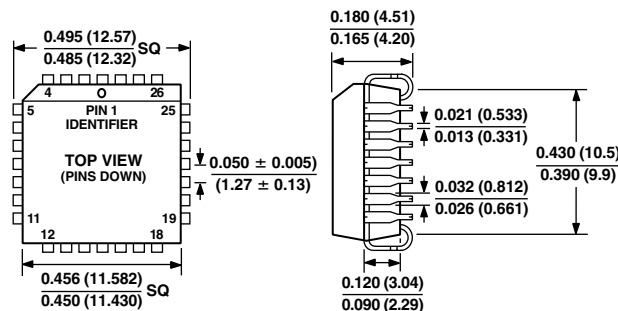 0.495 (12.57)
0.485 (12.32)
SQ
4
26
5
PIN 1
IDENTIFIER
25
TOP VIEW
(PINS DOWN)
11
19
12
18
0.050 ± 0.005)
(1.27 ± 0.13)
0.456 (11.582)
0.450 (11.430)
SQ
0.180 (4.51)
0.165 (4.20)
0.021 (0.533)
0.013 (0.331)
0.032 (0.812)
0.026 (0.661)
0.430 (10.5)
0.390 (9.9)
0.120 (3.04)
0.090 (2.29)